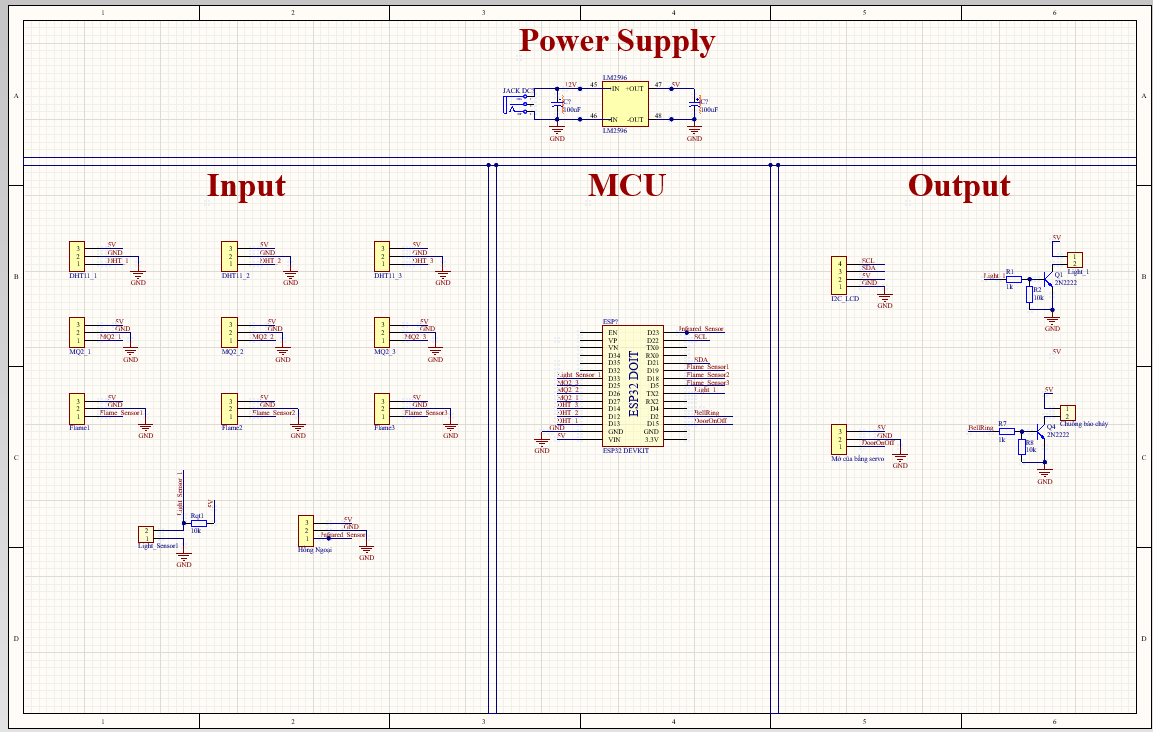 1 2 3 4 5 6
Power Supply
A A
LM2596
JACK DC?
12V 45 IN +OUT 47 5V
C? 100uF
C? 100uF
46 -IN -OUT 48
LM2596
GND GND
Input
MCU
Output
B B
3 5V
2 GND
1 DHT_1
DHT11_1
GND
3 5V
2 GND
1 DHT_2
DHT11_2
GND
3 5V
2 GND
1 DHT_3
DHT11_3
GND
3 5V
2 GND
1 MQ2_1
MQ2_1
GND
3 5V
2 GND
1 MQ2_2
MQ2_2
GND
3 5V
2 GND
1 MQ2_3
MQ2_3
GND
3 5V
2 GND
1 Flame_Sensor1
Flame1
GND
3 5V
2 GND
1 Flame_Sensor2
Flame2
GND
3 5V
2 GND
1 Flame_Sensor3
Flame3
GND
C C
Light_Sensor_1
5V
Rqt1
10k
2
1
Light_Sensor1
GND
3 5V
2 GND
1 Infrared_Sensor
Hồng Ngoại
GND
ESP?
EN D23 Infrared_Sensor
VP D22 SCL
VN TX0
D34 RX0
D35 D21 SDA
D32 D19 Flame_Sensor1
Light_Sensor_1 D33 D18 Flame_Sensor2
MQ2_3 D25 D5 Flame_Sensor3
MQ2_2 D26 TX2 Light_1
MQ2_1 D27 RX2
DHT_3 D14 D4
DHT_2 D12 D2 BellRing
DHT_1 D13 D15 DoorOnOff
GND GND GND
5V VIN 3.3V
ESP32 DOIT
GND
ESP32 DEVKIT
4 SCL
3 SDA
2 5V
1 GND
I2C_LCD
GND
5V
1
2
Light_1
Light_1 R1
1k
R2
10k
Q1
2N2222
GND
5V
3 5V
2 GND
1 DoorOnOff
Mở cửa bằng servo
GND
5V
1
2
Chuông báo cháy
BellRing R7
1k
R8
10k
Q4
2N2222
GND
D D
1 2 3 4 5 6